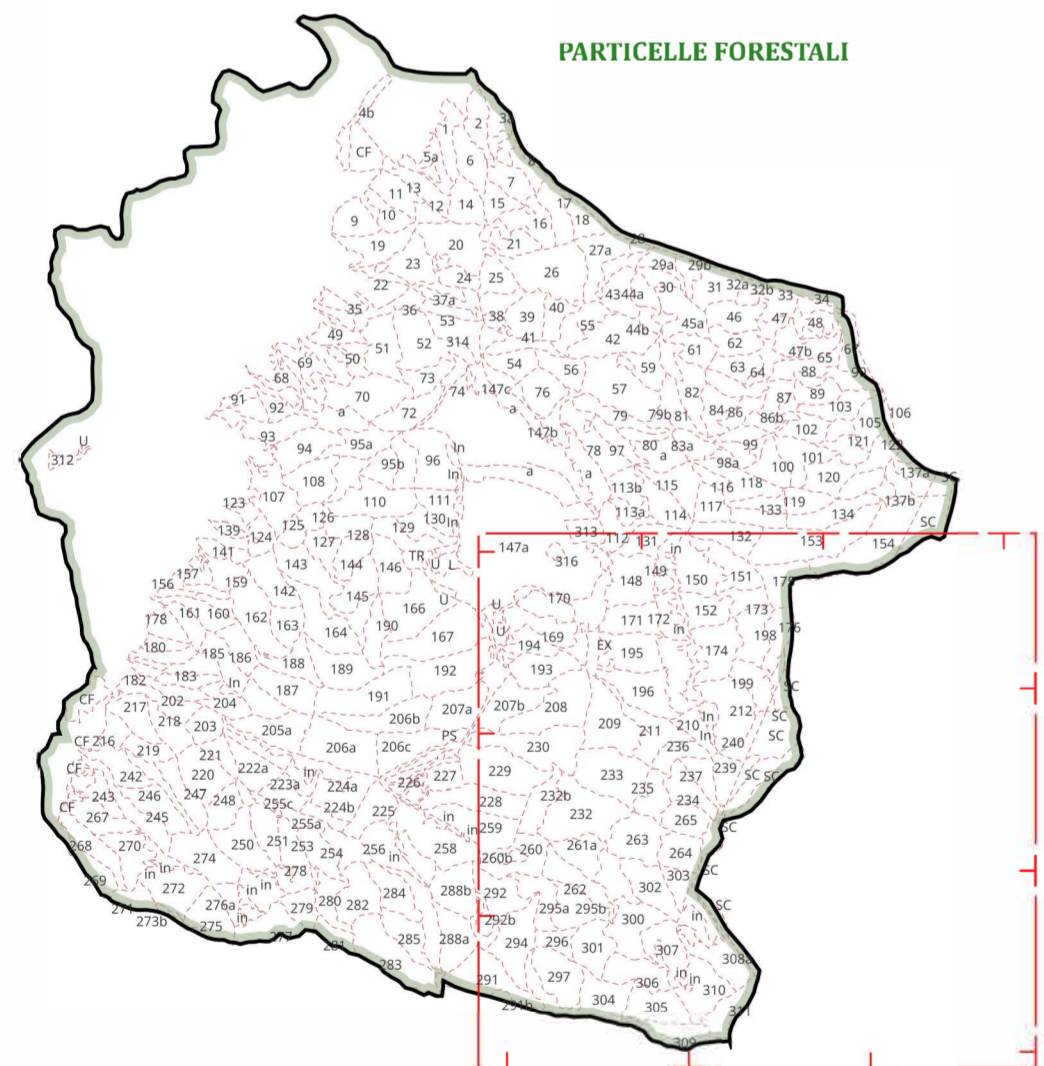 PARTICELLE FORESTALI
4b
1 2
CF 5a 6
7
11 13
12 14 15 17
9 10 16 18
19 20 21 27a
23 29a 29b
22 24 25 26 30 31 32a 32b 33 34
37a 43 44a
35 36 38 39 40
53 55 44b 45a 46 47 48
49 51 52 314 41 42 62
50 54 61 47b 65
69 56 59 63 64 88
68 73 74 147c 76 57 82 87 89
91 92 70 a 72 a 79 79b 81 84 86 86b 103 106
93 147b 102 105
U 94 95a In 78 97 80 83a 99 121
312 95b 96 In a a a 98a 100 101
108 113b 115 116 118 120 137a
123 107 110 111 113a 114 117 133 119 134 137b
139 124 125 126 129 130 In 313 112 131 132 153 154 SC
141 127 128 147a in
143 144 146 TR U L 316 149
156 157 159 142 145 148 150 151
178 161 160 162 163 166 U U 170 171 172 152 173
180 164 190 167 U 194 169 EX In 198 176
185 186 188 189 192 193 195 174
182 183 In 187 191 196 199 SC
CF 217 202 204 207a 207b 208 In 212 SC
218 203 205a 206b 209 211 210 In SC
CF 216 219 221 206a 206c PS 230 236 240
CF 242 220 222a in 226 227 229 233 237 239 SC SC
223a 224a 235
243 246 247 248 255c 224b 225 228 232b 234
CF 267 245 255a in in 259 232 265 SC
268 270 250 251 253 254 256 in 258 260b 260 261a 263 264
in in 274 278 303 SC
269 272 in in 284 288b 292 262 302
276a 279 280 282 295a 295b SC
273b 275 in 292b 300 in
285 288a 294 296 301 307
283 308a
291 297 306 in in 310
304 305
309